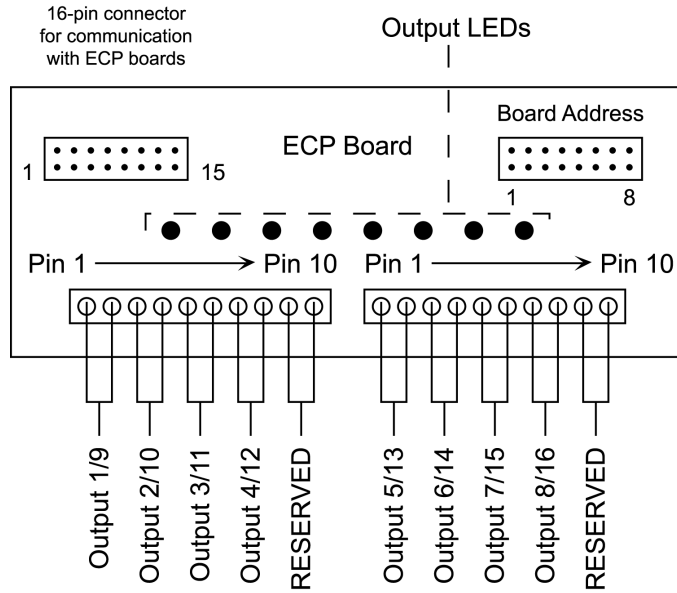 16-pin connector
for communication
with ECP boards
Output LEDs
ECP Board
Board Address
1
15
1
8
Pin 1
Pin 10
Pin 1
Pin 10
Output 1/9
Output 2/10
Output 3/11
Output 4/12
RESERVED
Output 5/13
Output 6/14
Output 7/15
Output 8/16
RESERVED